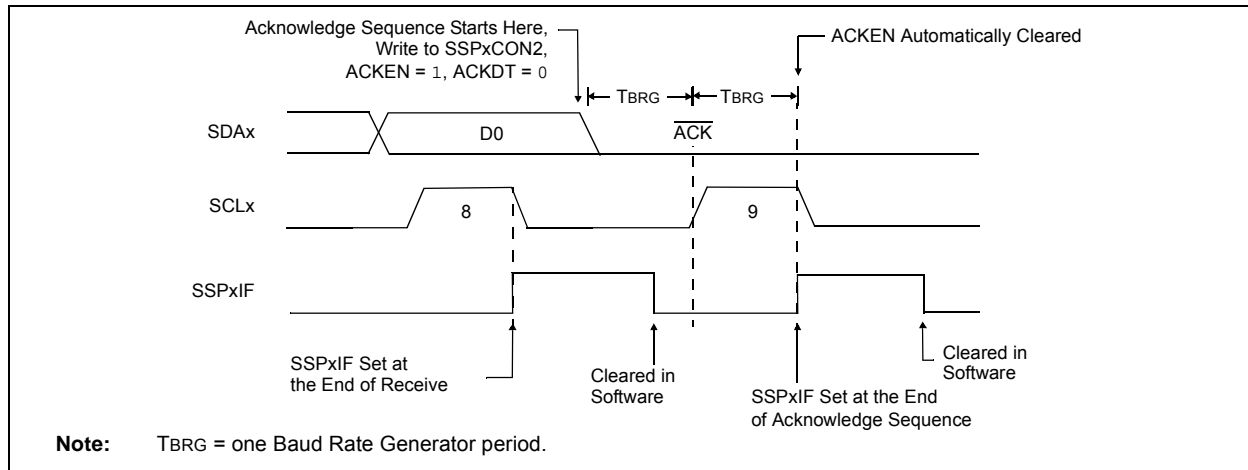 Acknowledge Sequence Starts Here,
Write to SSPxCON2,
ACKEN = 1, ACKDT = 0
ACKEN Automatically Cleared
TBRG
TBRG
SDAx
D0
ACK
SCLx
8
9
SSPxIF
SSPxIF Set at
the End of Receive
Cleared in
Software
SSPxIF Set at the End
of Acknowledge Sequence
Cleared in
Software
Note: TBRG = one Baud Rate Generator period.